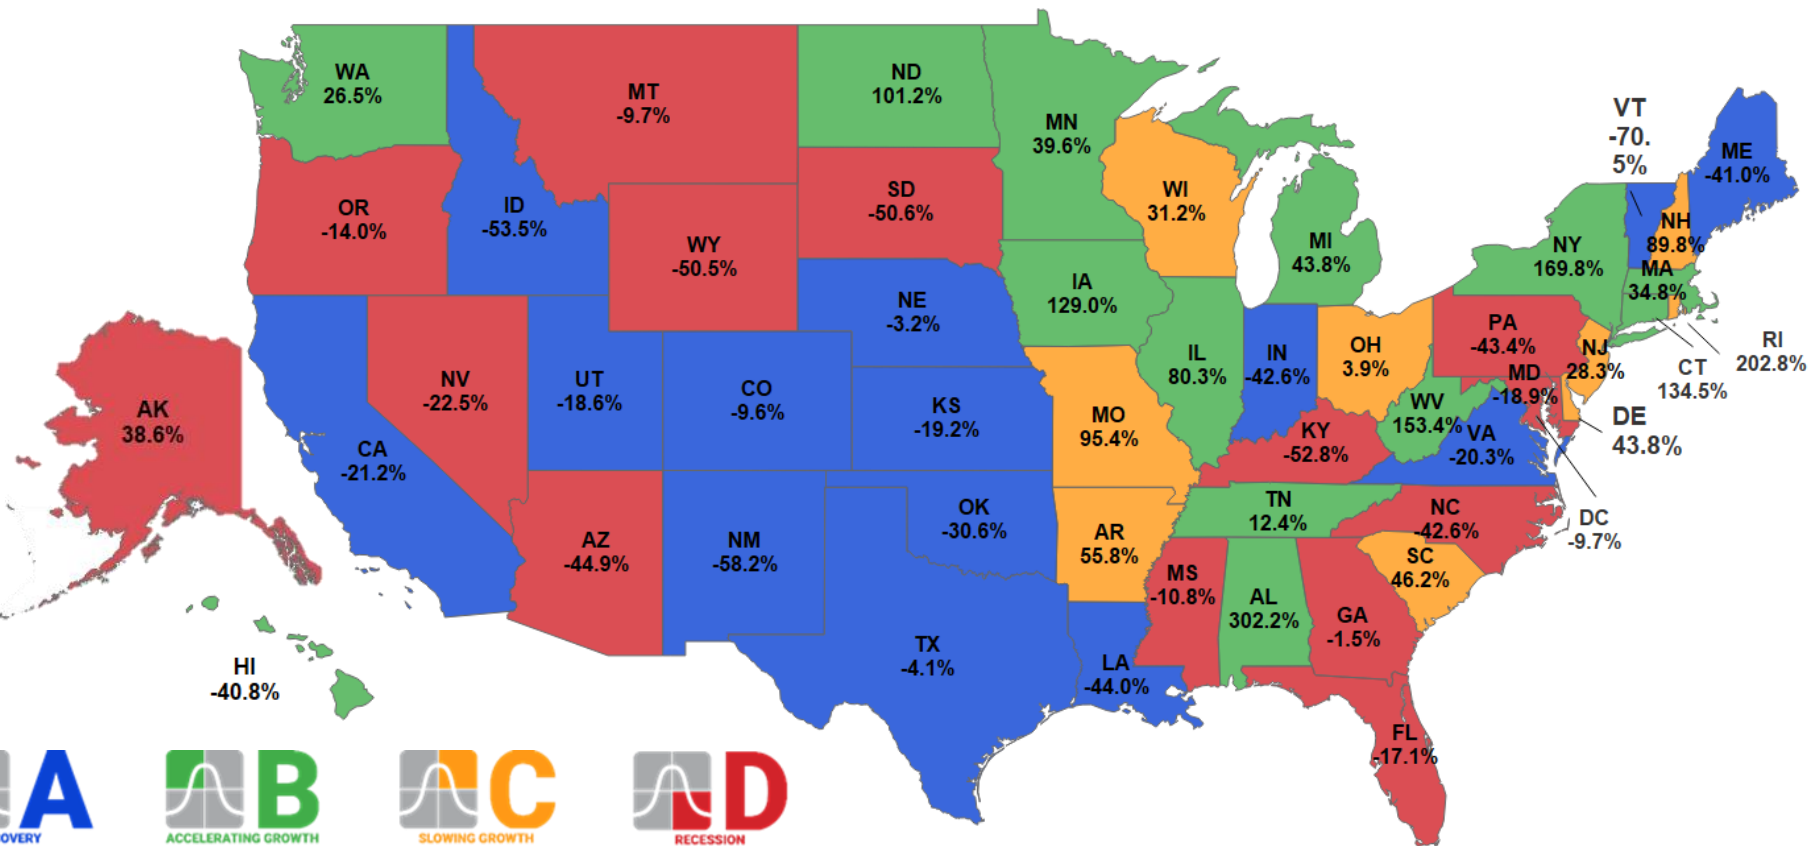 WA
26.5%
MT
-9.7%
ND
101.2%
MN
39.6%
VT
-70.
5%
ME
-41.0%
OR
-14.0%
ID
-53.5%
WY
-50.5%
SD
-50.6%
WI
31.2%
MI
43.8%
NY
169.8%
NH
89.8%
MA
34.8%
NE
-3.2%
IA
129.0%
IL
80.3%
IN
-42.6%
OH
3.9%
PA
-43.4%
NJ
28.3%
CT
134.5%
RI
202.8%
AK
38.6%
NV
-22.5%
UT
-18.6%
CO
-9.6%
KS
-19.2%
MO
95.4%
KY
-52.8%
WV
153.4%
MD
-18.9%
DE
43.8%
VA
-20.3%
CA
-21.2%
AZ
-44.9%
NM
-58.2%
OK
-30.6%
AR
55.8%
TN
12.4%
NC
-42.6%
DC
-9.7%
SC
46.2%
MS
-10.8%
AL
302.2%
GA
-1.5%
HI
-40.8%
TX
-4.1%
LA
-44.0%
FL
-17.1%
A
OVERY
B
ACCELERATING GROWTH
C
SLOWING GROWTH
D
RECESSION